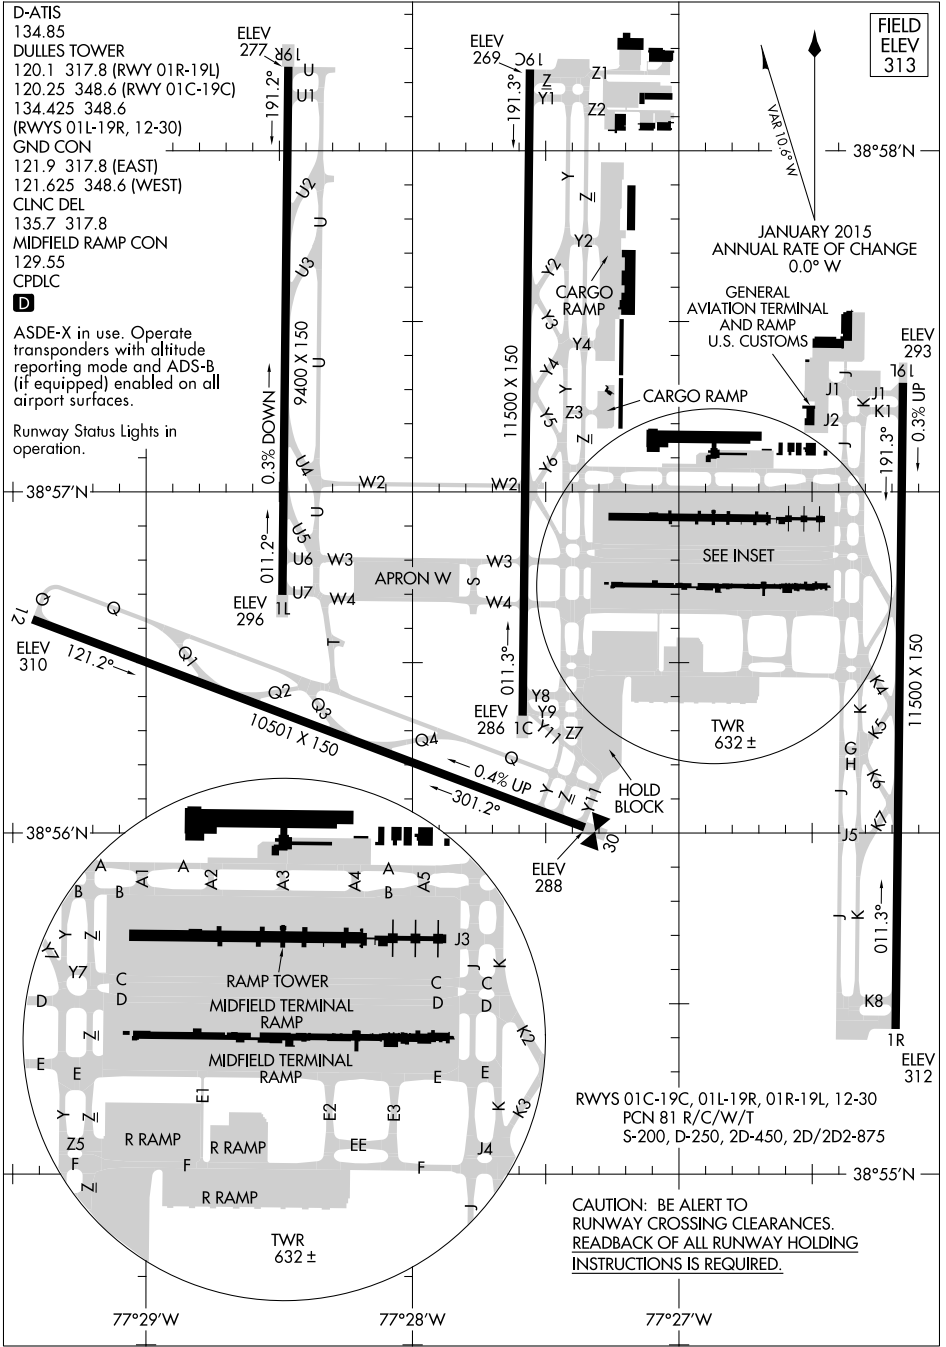 D-ATIS
134.85
DULLES TOWER
120.1 317.8 (RWY 01R-19L)
120.25 348.6 (RWY 01C-19C)
134.425 348.6
(RWYS 01L-19R, 12-30)
GND CON
121.9 317.8 (EAST)
121.625 348.6 (WEST)
CLNC DEL
135.7 317.8
MIDFIELD RAMP CON
129.55
CPDLC
D
ASDE-X in use. Operate
transponders with altitude
reporting mode and ADS-B
(if equipped) enabled on all
airport surfaces.
Runway Status Lights in
operation.
FIELD
ELEV
313
VAR 10.6° W
JANUARY 2015
ANNUAL RATE OF CHANGE
0.0° W
38°58'N
ELEV
277
19R
191.2°
U
U1
U2
U
U3
U
9400 X 150
0.3% DOWN
U4
U
U5
U6
U7
011.2°
1L
ELEV
296
38°57'N
W2
W2
W3
W3
W4
W4
APRON W
S
T
ELEV
269
19C
191.3°
Z
Y1
Z1
Z2
Y
Z
Y2
Y2
CARGO
RAMP
Y3
Y4
Y4
Y
Y5
Z3
CARGO RAMP
Z
Y6
11500 X 150
011.3°
ELEV
286
1C
Y8
Y9
Y11
Z7
Y
Z
Y11
HOLD
BLOCK
GENERAL
AVIATION TERMINAL
AND RAMP
U.S. CUSTOMS
ELEV
293
19L
J
J1
J1
K
K1
J2
J
191.3°
0.3% UP
SEE INSET
TWR
632 ±
11500 X 150
K4
K
K5
G
H
K6
J
K7
J5
J
K
011.3°
K8
1R
ELEV
312
12
ELEV
310
Q
Q
121.2°
Q1
Q2
Q3
10501 X 150
Q4
Q
0.4% UP
301.2°
30
ELEV
288
38°56'N
A
A
A
B
B
B
A1
A2
A3
A4
A5
Y
Z
Y7
Y7
J3
RAMP TOWER
C
C
C
J
K
D
D
D
D
MIDFIELD TERMINAL
RAMP
Z
K2
MIDFIELD TERMINAL
RAMP
E
E
E
E
E1
E2
E3
K
K3
Y
Z
R RAMP
R RAMP
EE
J4
Z5
F
F
F
Z
R RAMP
J
TWR
632 ±
RWYS 01C-19C, 01L-19R, 01R-19L, 12-30
PCN 81 R/C/W/T
S-200, D-250, 2D-450, 2D/2D2-875
38°55'N
CAUTION: BE ALERT TO
RUNWAY CROSSING CLEARANCES.
READBACK OF ALL RUNWAY HOLDING
INSTRUCTIONS IS REQUIRED.
77°29'W
77°28'W
77°27'W